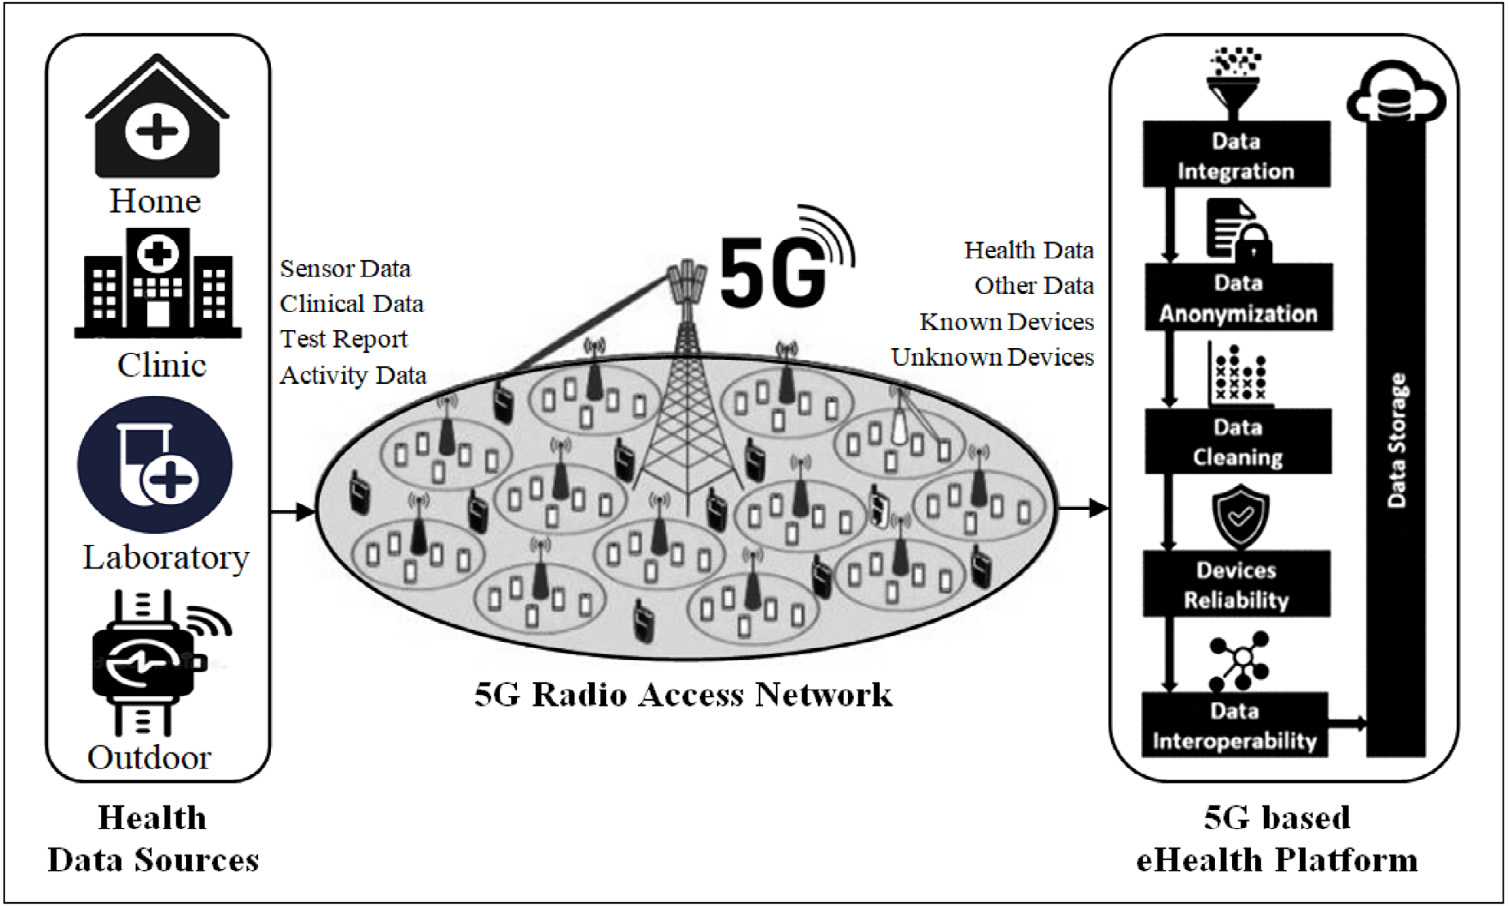 Home
Clinic
Laboratory
Outdoor
Health
Data Sources
Sensor Data
Clinical Data
Test Report
Activity Data
5G
5G Radio Access Network
Health Data
Other Data
Known Devices
Unknown Devices
Data
Integration
Data
Anonymization
Data
Cleaning
Devices
Reliability
Data
Interoperability
Data Storage
5G based
eHealth Platform